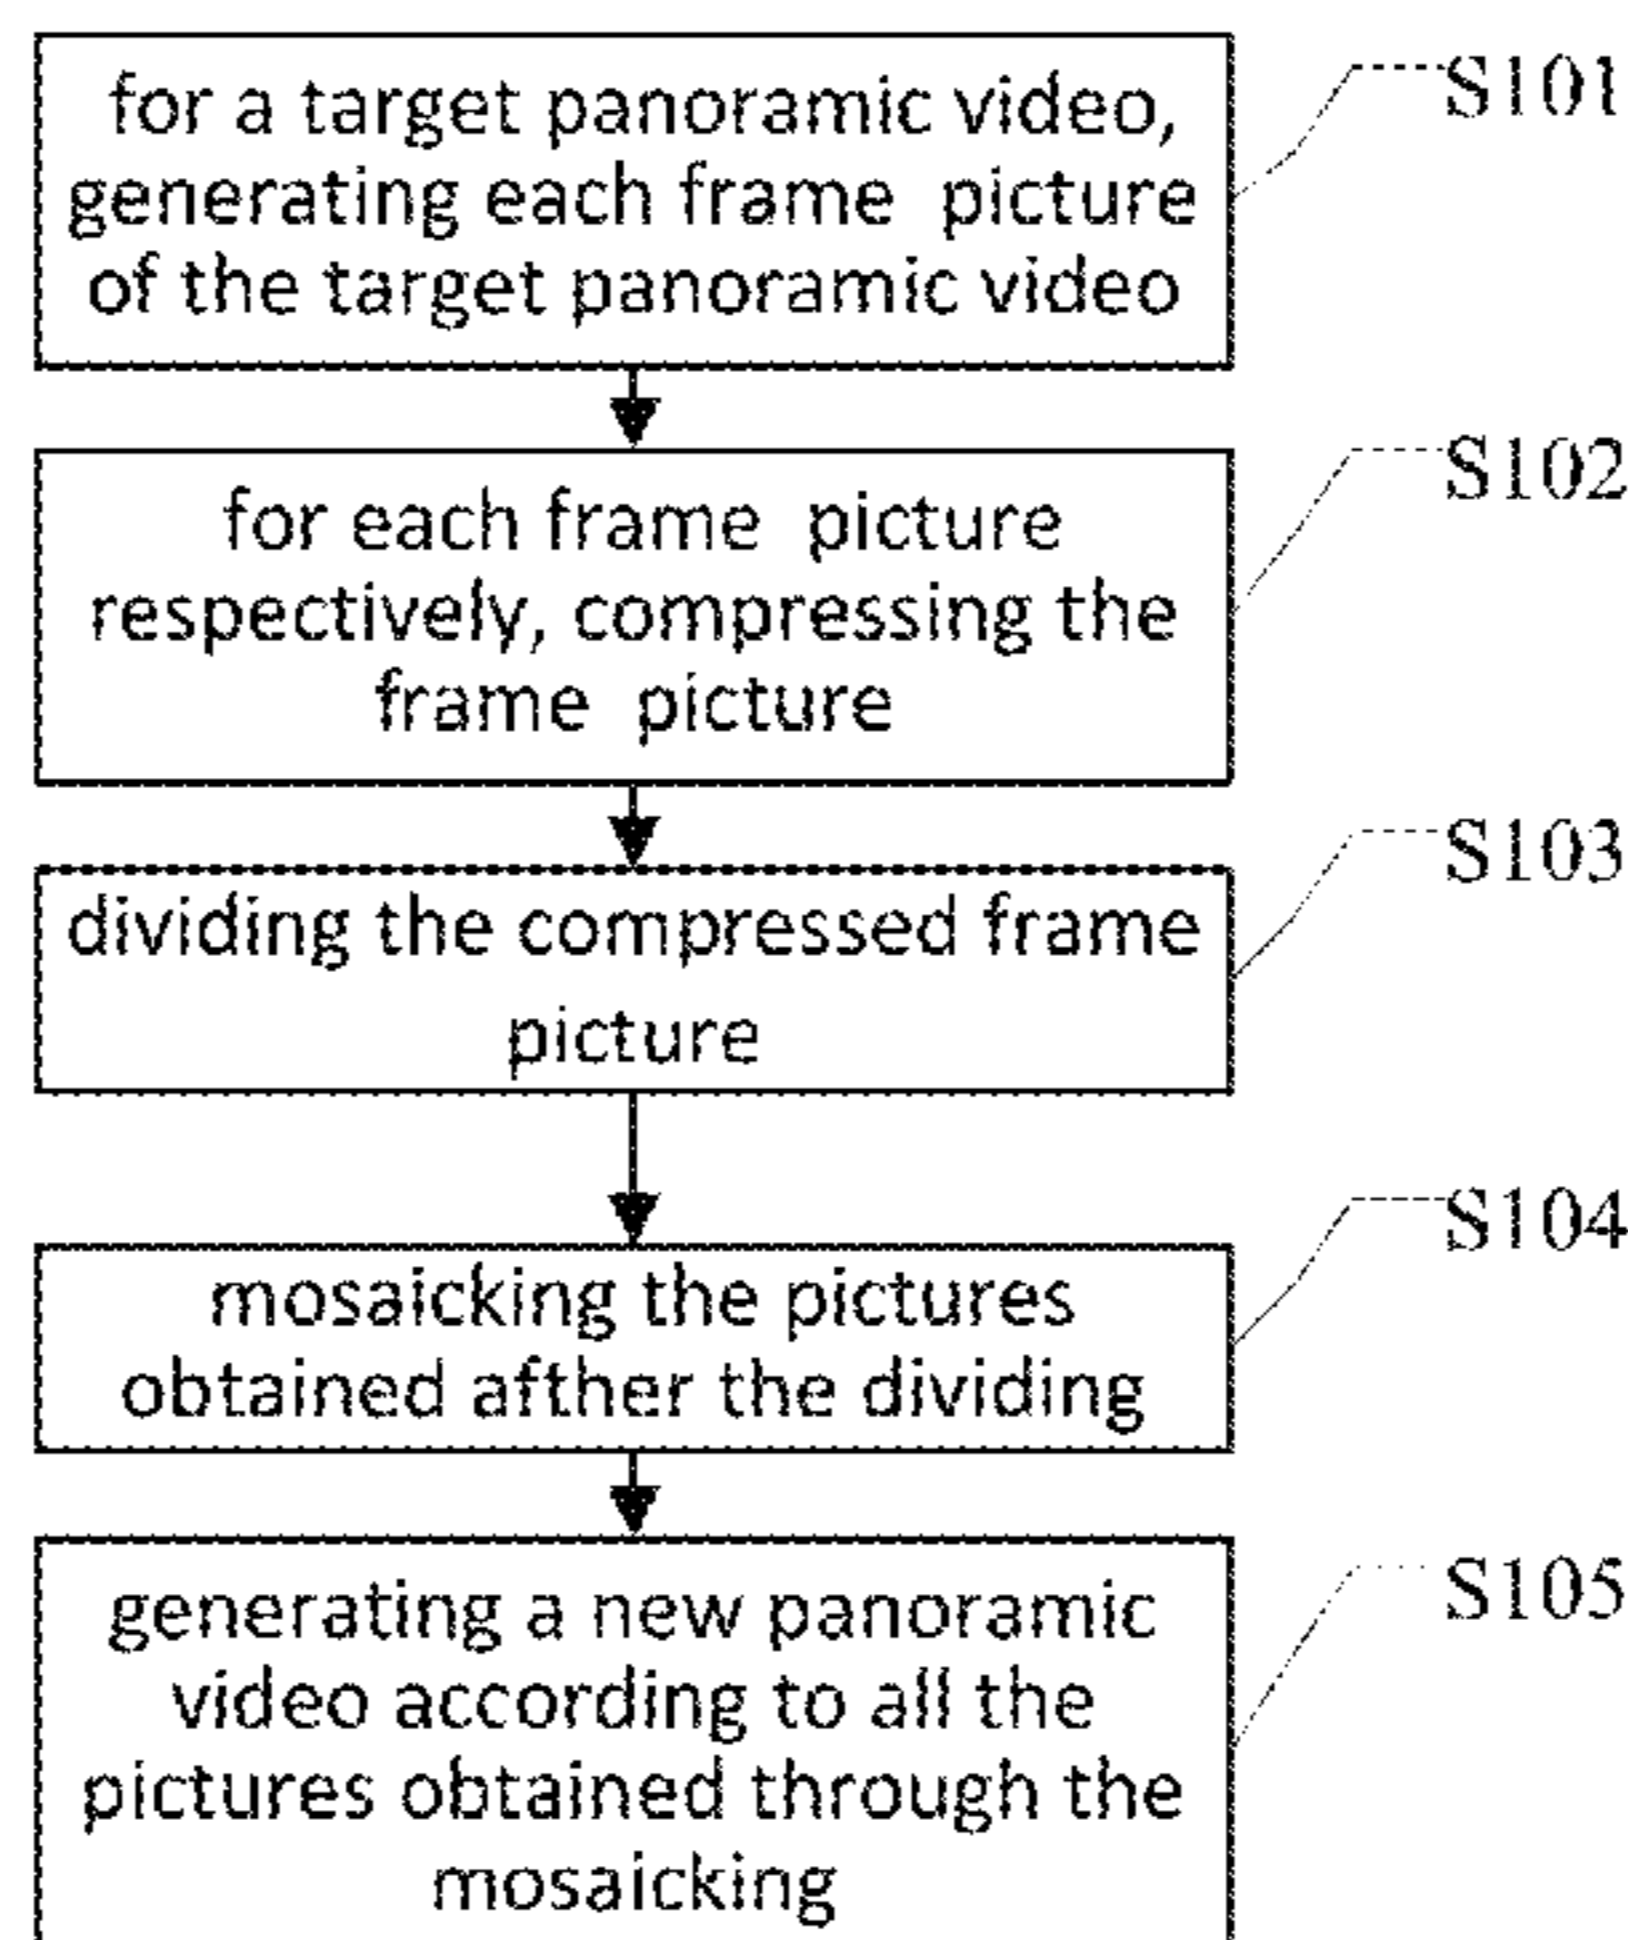 for a target panoramic video,
generating each frame picture
of the target panoramic video
S101
for each frame picture
respectively, compressing the
frame picture
S102
dividing the compressed frame
picture
S103
mosaicking the pictures
obtained afther the dividing
S104
generating a new panoramic
video according to all the
pictures obtained through the
mosaicking
S105